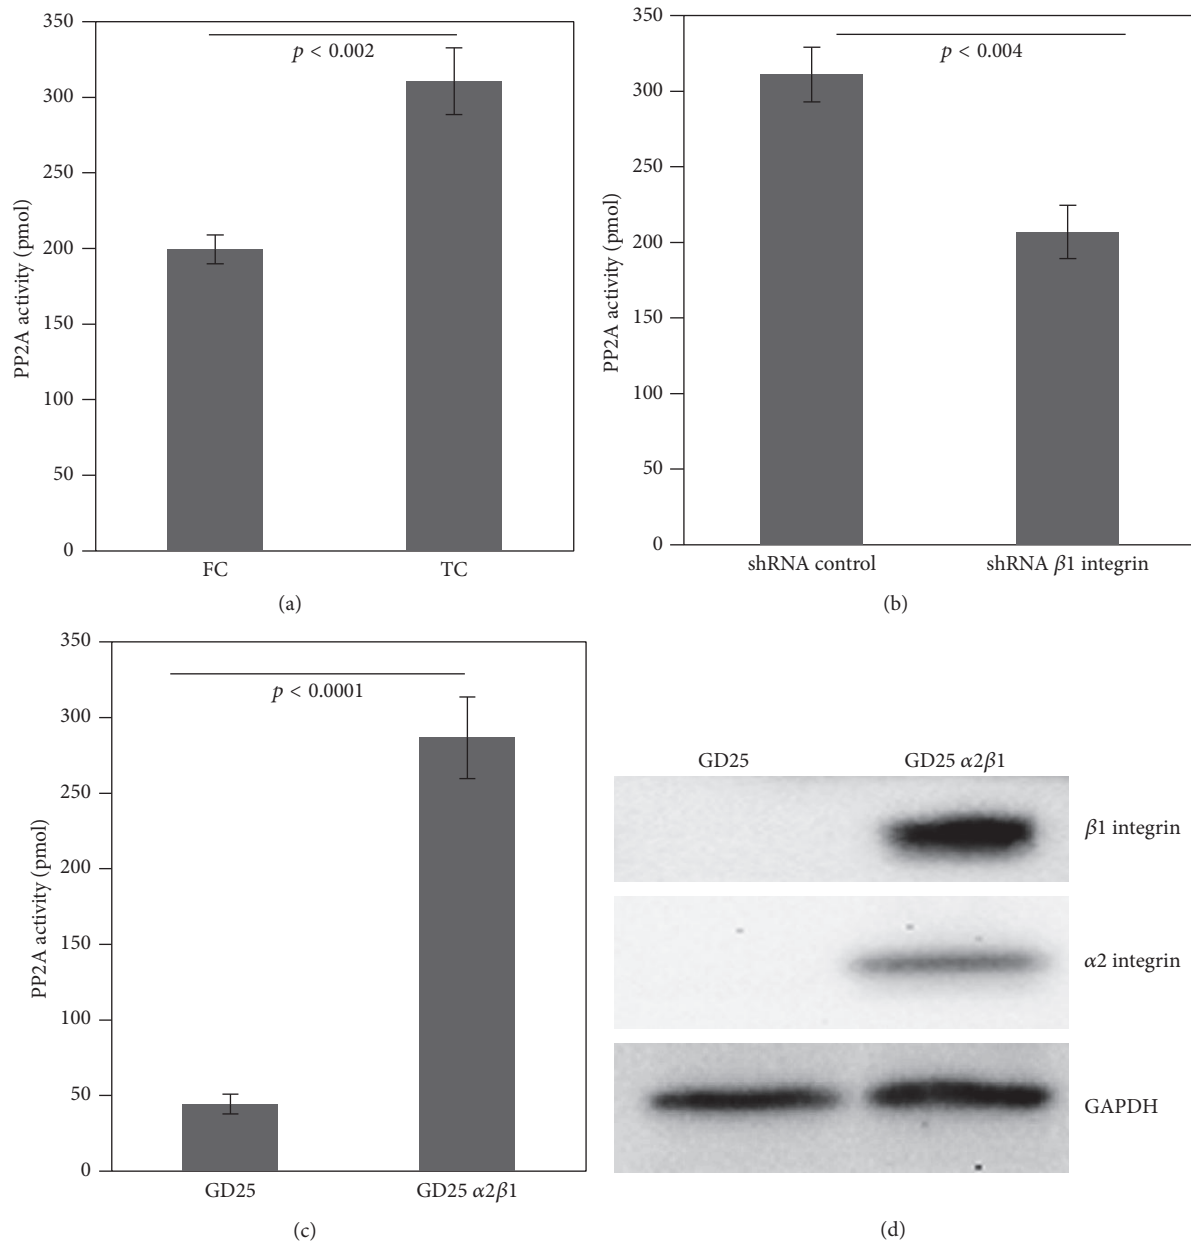 350
300
250
200
150
100
50
0
PP2A activity (pmol)
p < 0.002
FC TC
(a)
350
300
250
200
150
100
50
0
PP2A activity (pmol)
p < 0.004
shRNA control shRNA β1 integrin
(b)
350
300
250
200
150
100
50
0
PP2A activity (pmol)
p < 0.0001
GD25 GD25 α2β1
(c)
GD25 GD25 α2β1
β1 integrin
α2 integrin
GAPDH
(d)